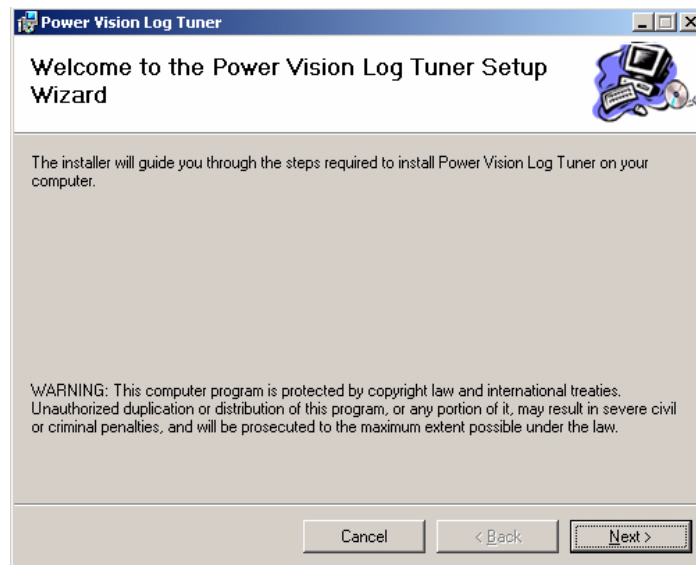 Power Vision Log Tuner
Welcome to the Power Vision Log Tuner Setup
Wizard
The installer will guide you through the steps required to install Power Vision Log Tuner on your
computer.
WARNING: This computer program is protected by copyright law and international treaties.
Unauthorized duplication or distribution of this program, or any portion of it, may result in severe civil
or criminal penalties, and will be prosecuted to the maximum extent possible under the law.
Cancel
< Back
Next >